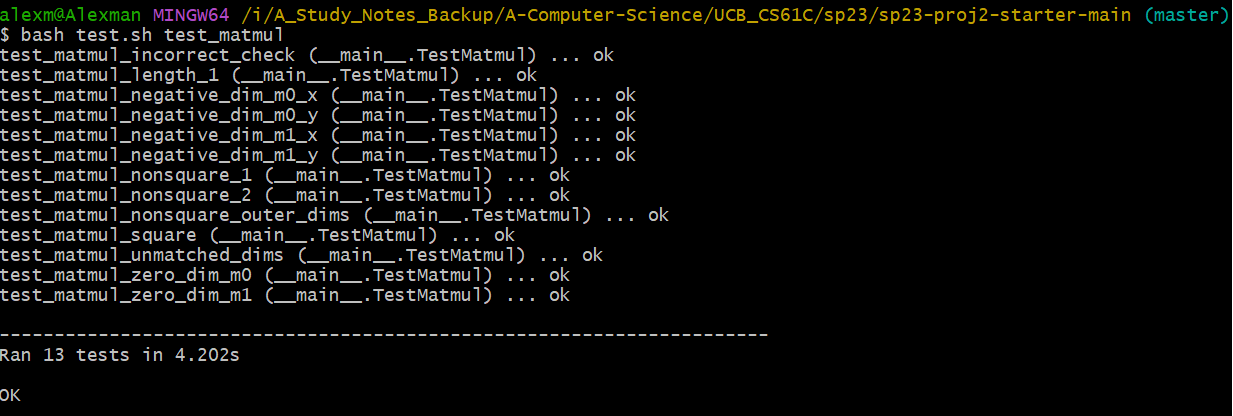 alexm@Alexman MINGW64 /i/A_Study_Notes_Backup/A-Computer-Science/UCB_CS61C/sp23/sp23-proj2-starter-main (master)
$ bash test.sh test_matmul
test_matmul_incorrect_check (__main__.TestMatmul) ... ok
test_matmul_length_1 (__main__.TestMatmul) ... ok
test_matmul_negative_dim_m0_x (__main__.TestMatmul) ... ok
test_matmul_negative_dim_m0_y (__main__.TestMatmul) ... ok
test_matmul_negative_dim_m1_x (__main__.TestMatmul) ... ok
test_matmul_negative_dim_m1_y (__main__.TestMatmul) ... ok
test_matmul_nonsquare_1 (__main__.TestMatmul) ... ok
test_matmul_nonsquare_2 (__main__.TestMatmul) ... ok
test_matmul_nonsquare_outer_dims (__main__.TestMatmul) ... ok
test_matmul_square (__main__.TestMatmul) ... ok
test_matmul_unmatched_dims (__main__.TestMatmul) ... ok
test_matmul_zero_dim_m0 (__main__.TestMatmul) ... ok
test_matmul_zero_dim_m1 (__main__.TestMatmul) ... ok
----------------------------------------------------------------------
Ran 13 tests in 4.202s
OK